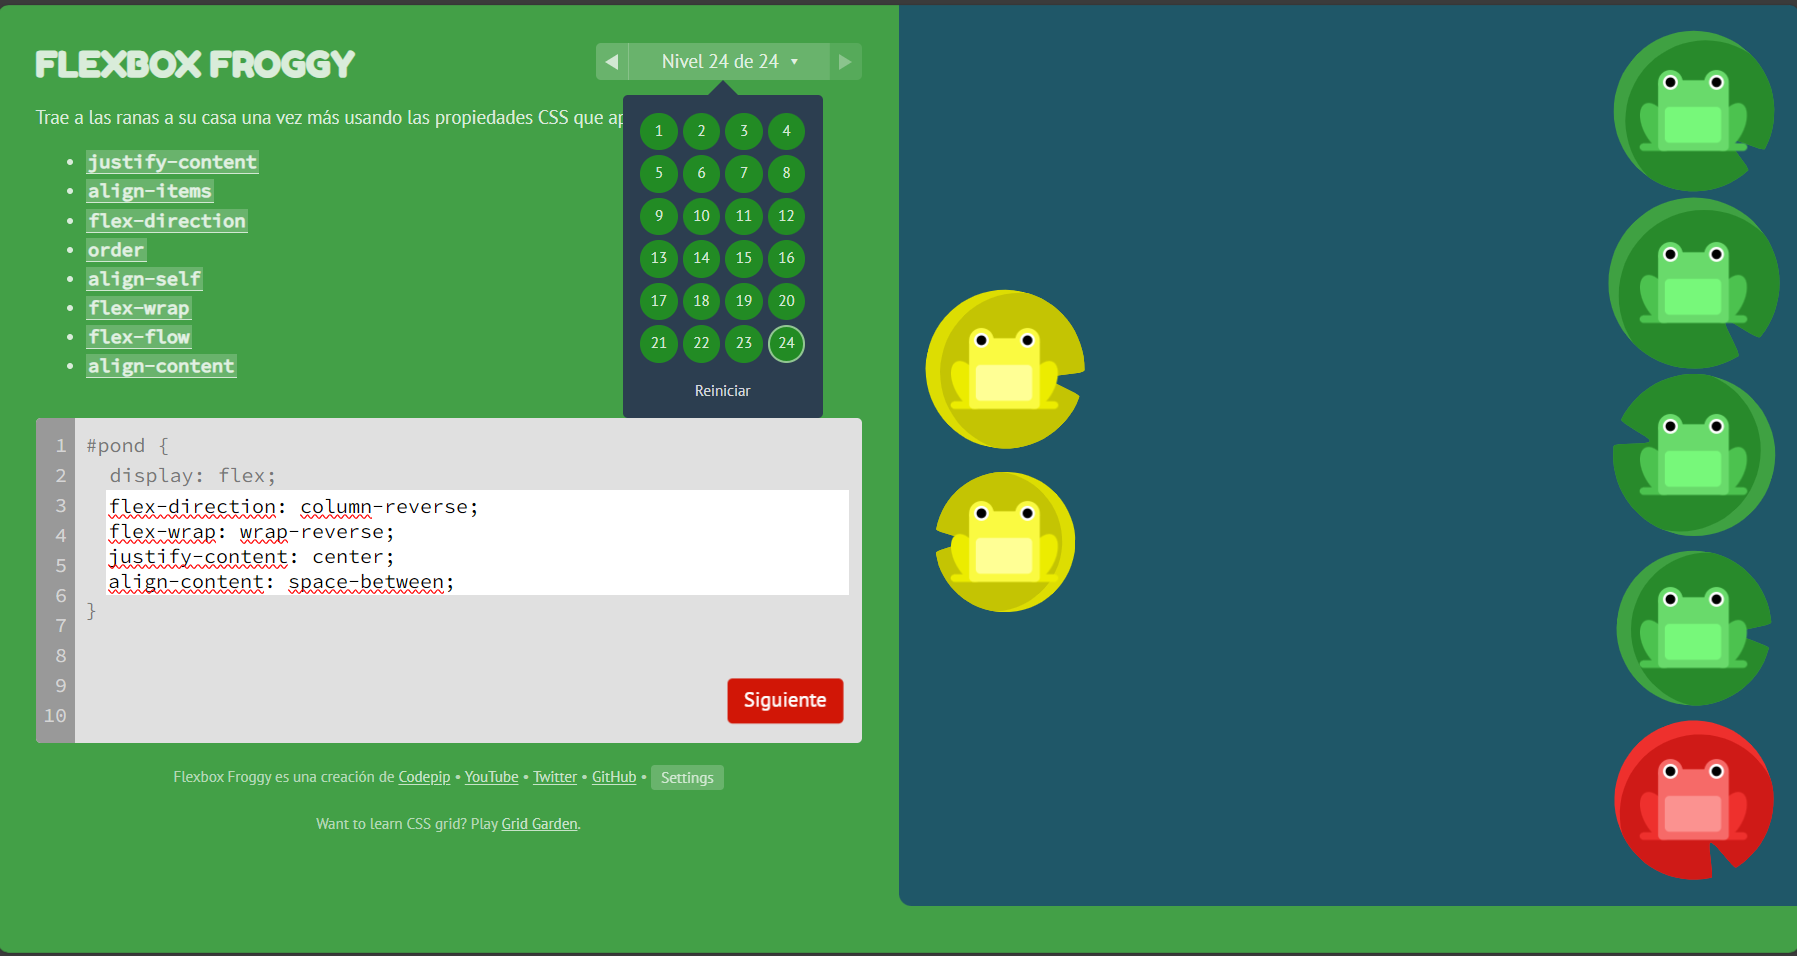 FLEXBOX FROGGY
◀ Nivel 24 de 24 ▼ ▶
Trae a las ranas a su casa una vez más usando las propiedades CSS que
justify-content
align-items
flex-direction
order
align-self
flex-wrap
flex-flow
align-content
1 2 3 4
5 6 7 8
9 10 11 12
13 14 15 16
17 18 19 20
21 22 23 24
Reiniciar
1 #pond {
2 display: flex;
3 flex-direction: column-reverse;
4 flex-wrap: wrap-reverse;
5 justify-content: center;
6 align-content: space-between;
7 }
8
9
10
Siguiente
Flexbox Froggy es una creación de Codepip • YouTube • Twitter • GitHub • Settings
Want to learn CSS grid? Play Grid Garden.